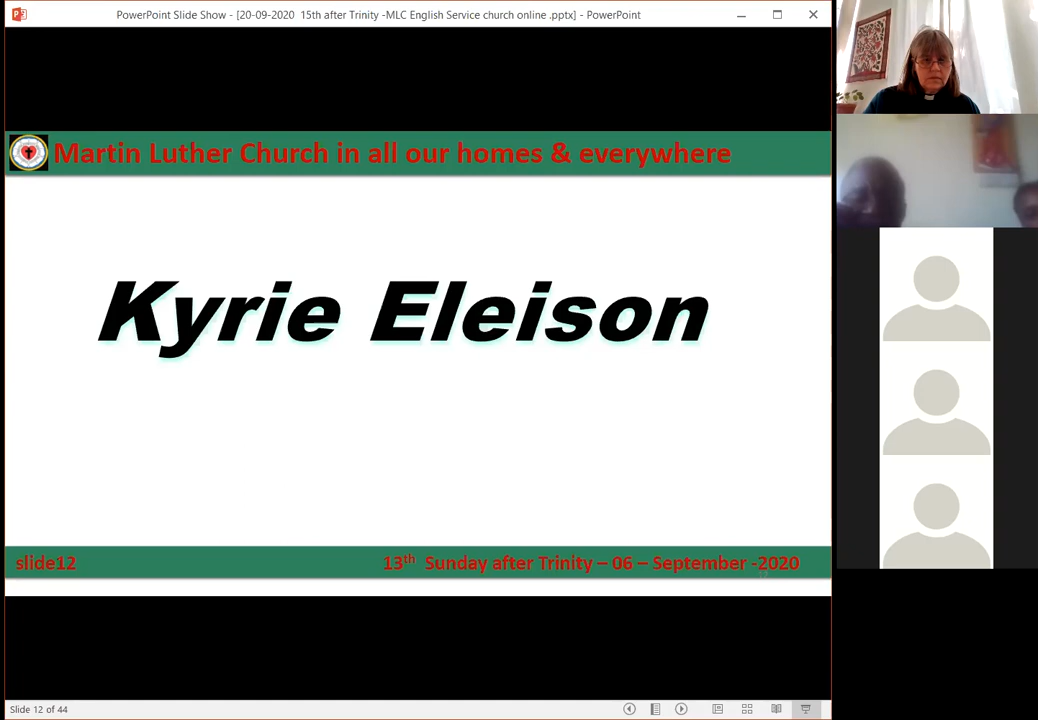 PowerPoint Slide Show - [20-09-2020  15th after Trinity -MLC English Service church online .pptx] - PowerPoint
Martin Luther Church in all our homes & everywhere
Kyrie Eleison
slide12
13th Sunday after Trinity – 06 – September -2020
Slide 12 of 44